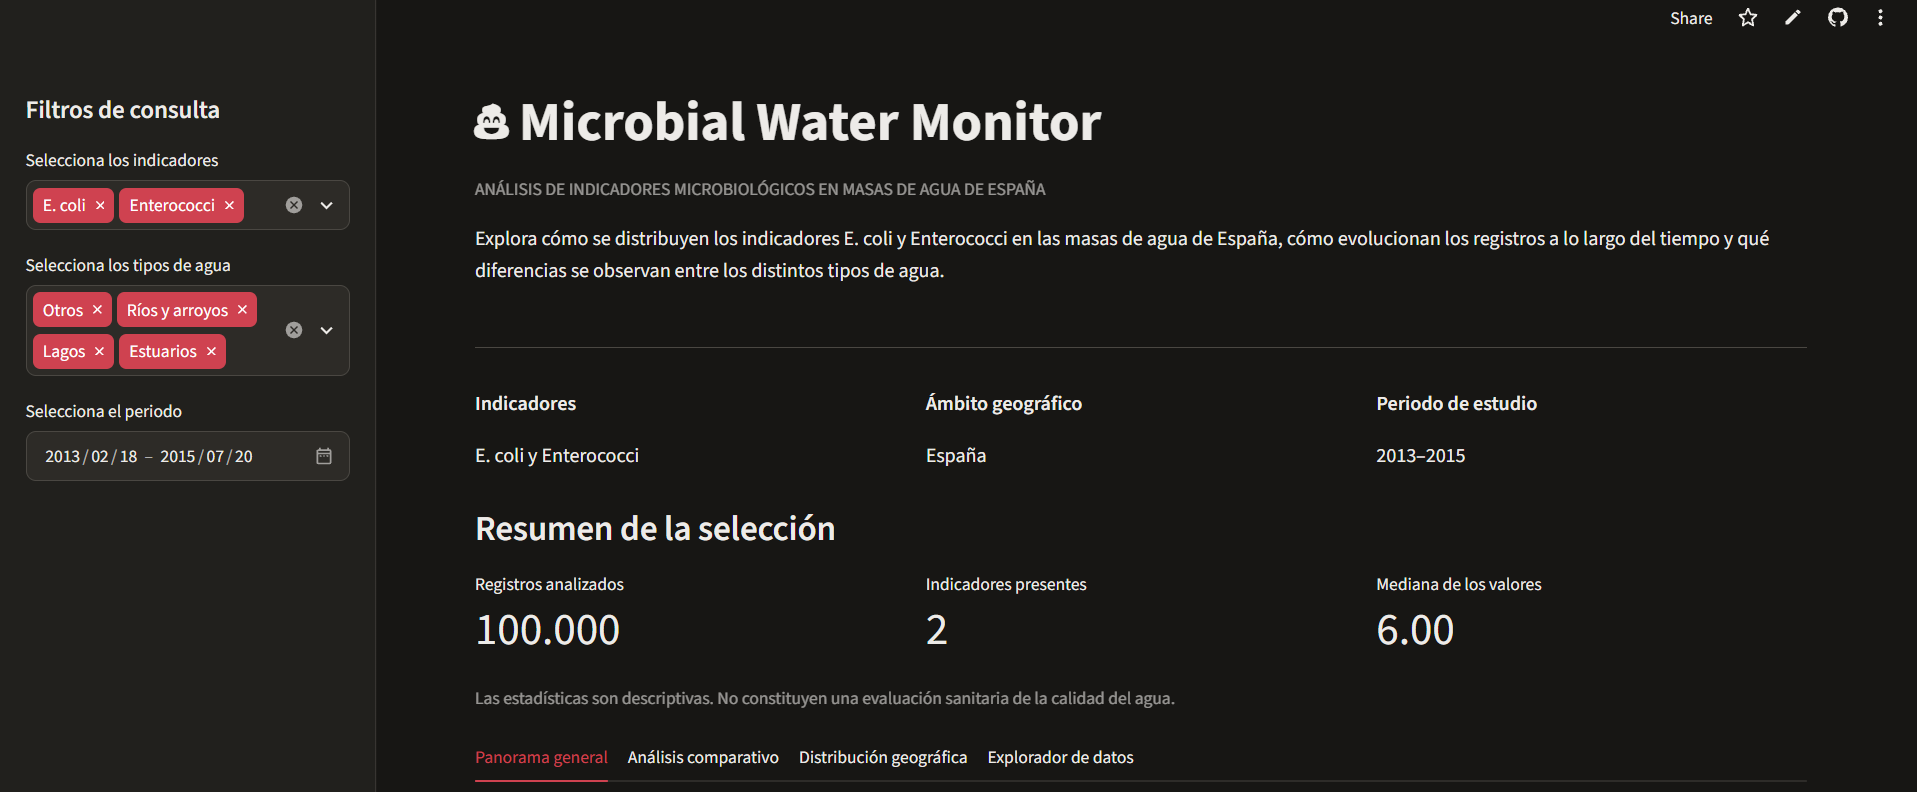 Share
Filtros de consulta
Selecciona los indicadores
E. coli × Enterococci ×
Selecciona los tipos de agua
Otros × Ríos y arroyos ×
Lagos × Estuarios ×
Selecciona el periodo
2013/02/18 – 2015/07/20
Microbial Water Monitor
ANÁLISIS DE INDICADORES MICROBIOLÓGICOS EN MASAS DE AGUA DE ESPAÑA
Explora cómo se distribuyen los indicadores E. coli y Enterococci en las masas de agua de España, cómo evolucionan los registros a lo largo del tiempo y qué
diferencias se observan entre los distintos tipos de agua.
Indicadores
E. coli y Enterococci
Ámbito geográfico
España
Periodo de estudio
2013–2015
Resumen de la selección
Registros analizados
100.000
Indicadores presentes
2
Mediana de los valores
6.00
Las estadísticas son descriptivas. No constituyen una evaluación sanitaria de la calidad del agua.
Panorama general Análisis comparativo Distribución geográfica Explorador de datos